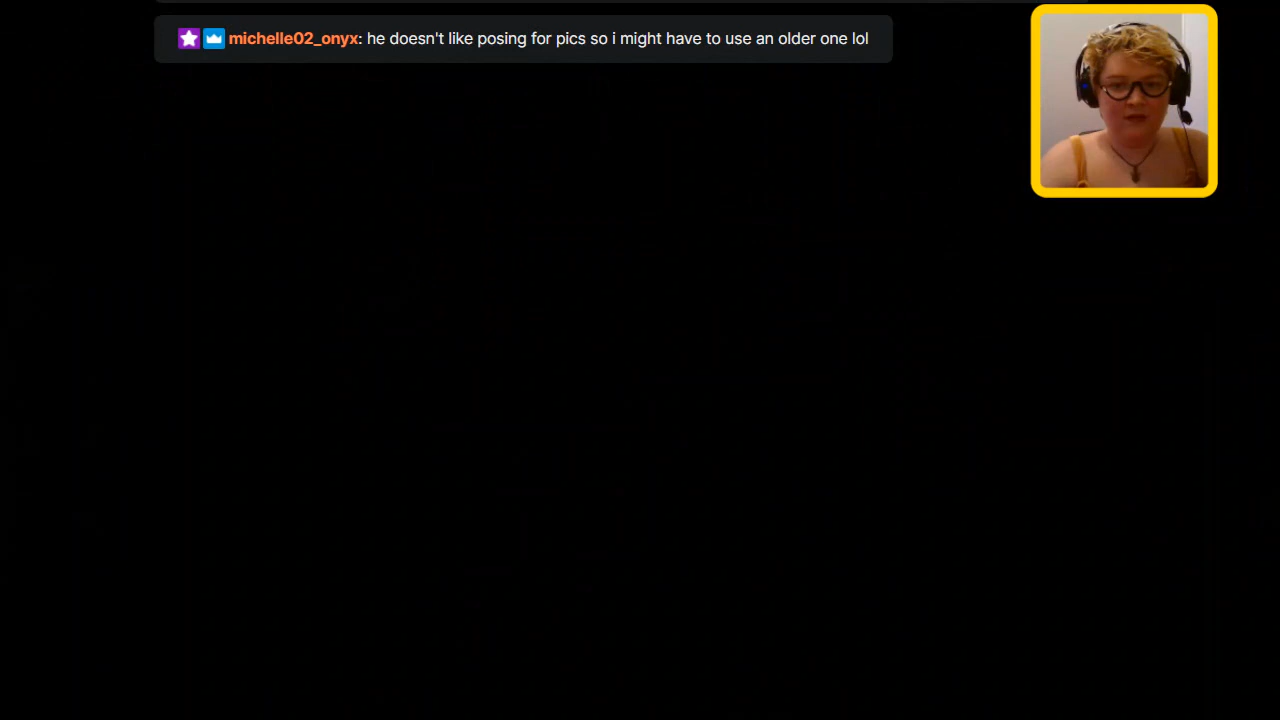 michelle02_onyx: he doesn't like posing for pics so i might have to use an older one lol